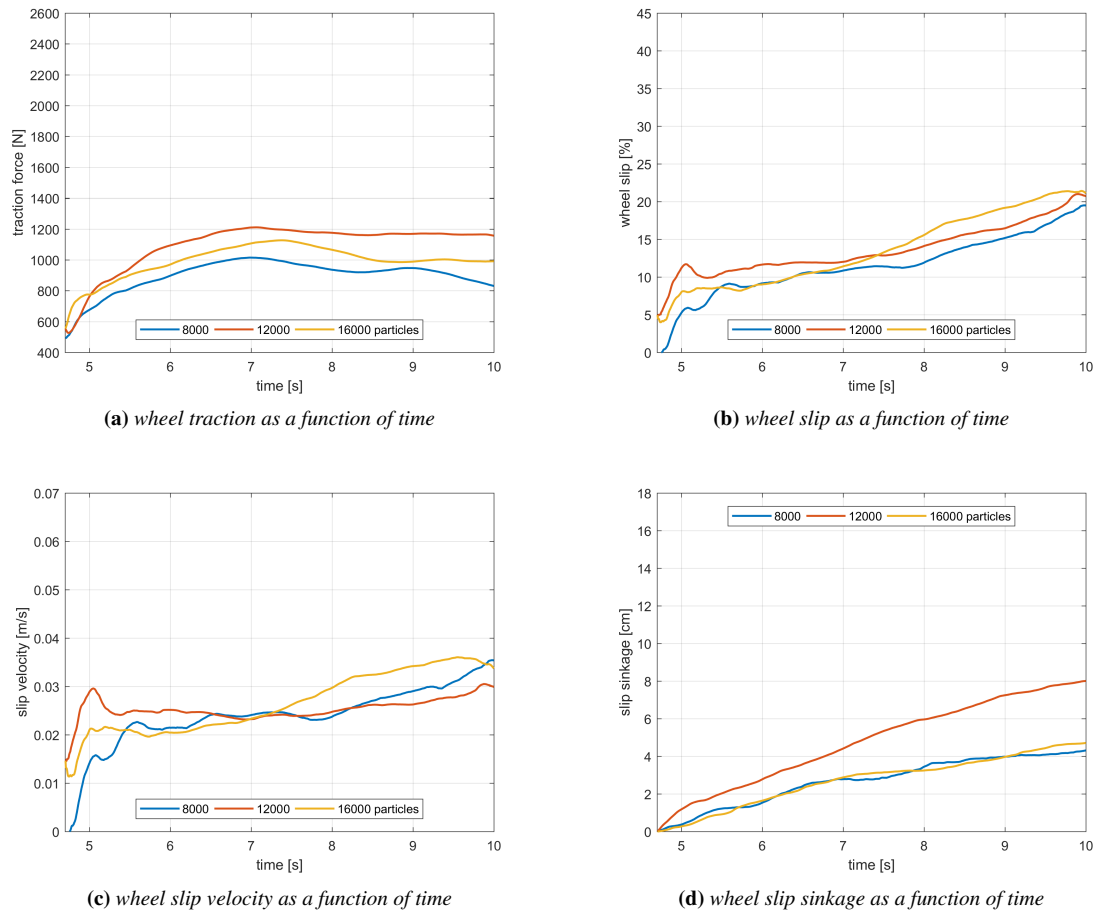 2600
2400
2200
2000
1800
1600
1400
1200
1000
800
600
400
traction force [N]
8000 12000 16000 particles
5 6 7 8 9 10
time [s]
(a) wheel traction as a function of time
45
40
35
30
25
20
15
10
5
0
wheel slip [%]
8000 12000 16000 particles
5 6 7 8 9 10
time [s]
(b) wheel slip as a function of time
0.07
0.06
0.05
0.04
0.03
0.02
0.01
0
slip velocity [m/s]
8000 12000 16000 particles
5 6 7 8 9 10
time [s]
(c) wheel slip velocity as a function of time
18
16
14
12
10
8
6
4
2
0
slip sinkage [cm]
8000 12000 16000 particles
5 6 7 8 9 10
time [s]
(d) wheel slip sinkage as a function of time